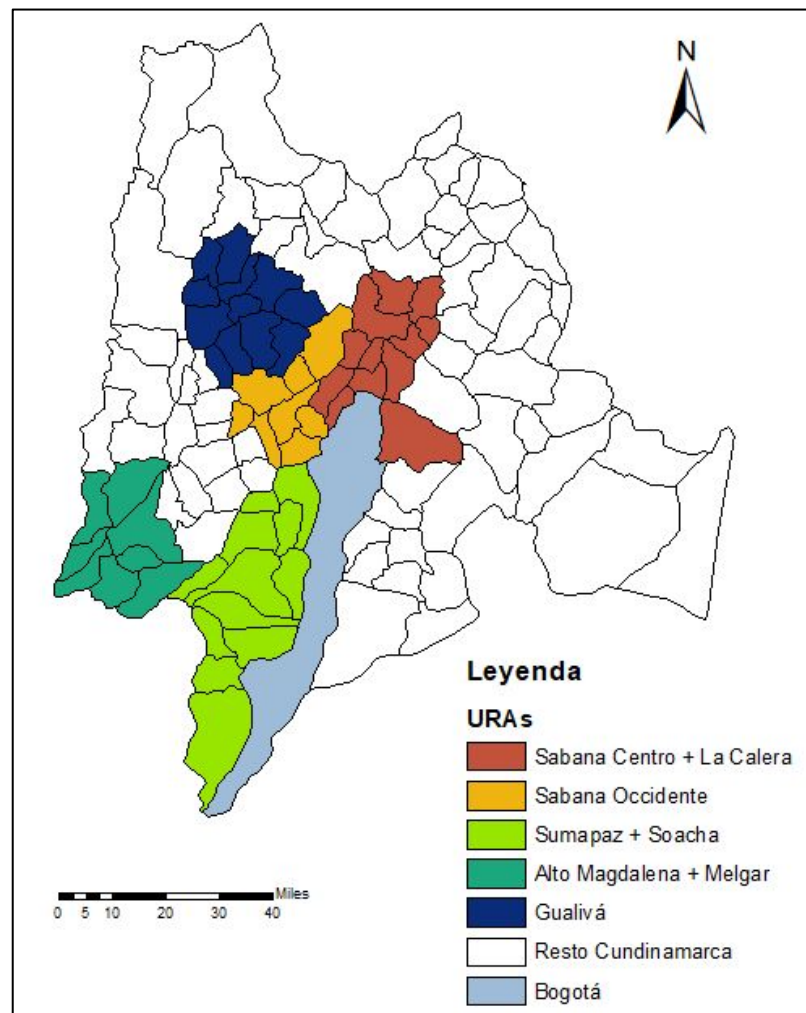 N
Leyenda
URAs
Sabana Centro + La Calera
Sabana Occidente
Sumapaz + Soacha
Alto Magdalena + Melgar
Gualivá
Resto Cundinamarca
Bogotá
Miles
0 5 10 20 30 40